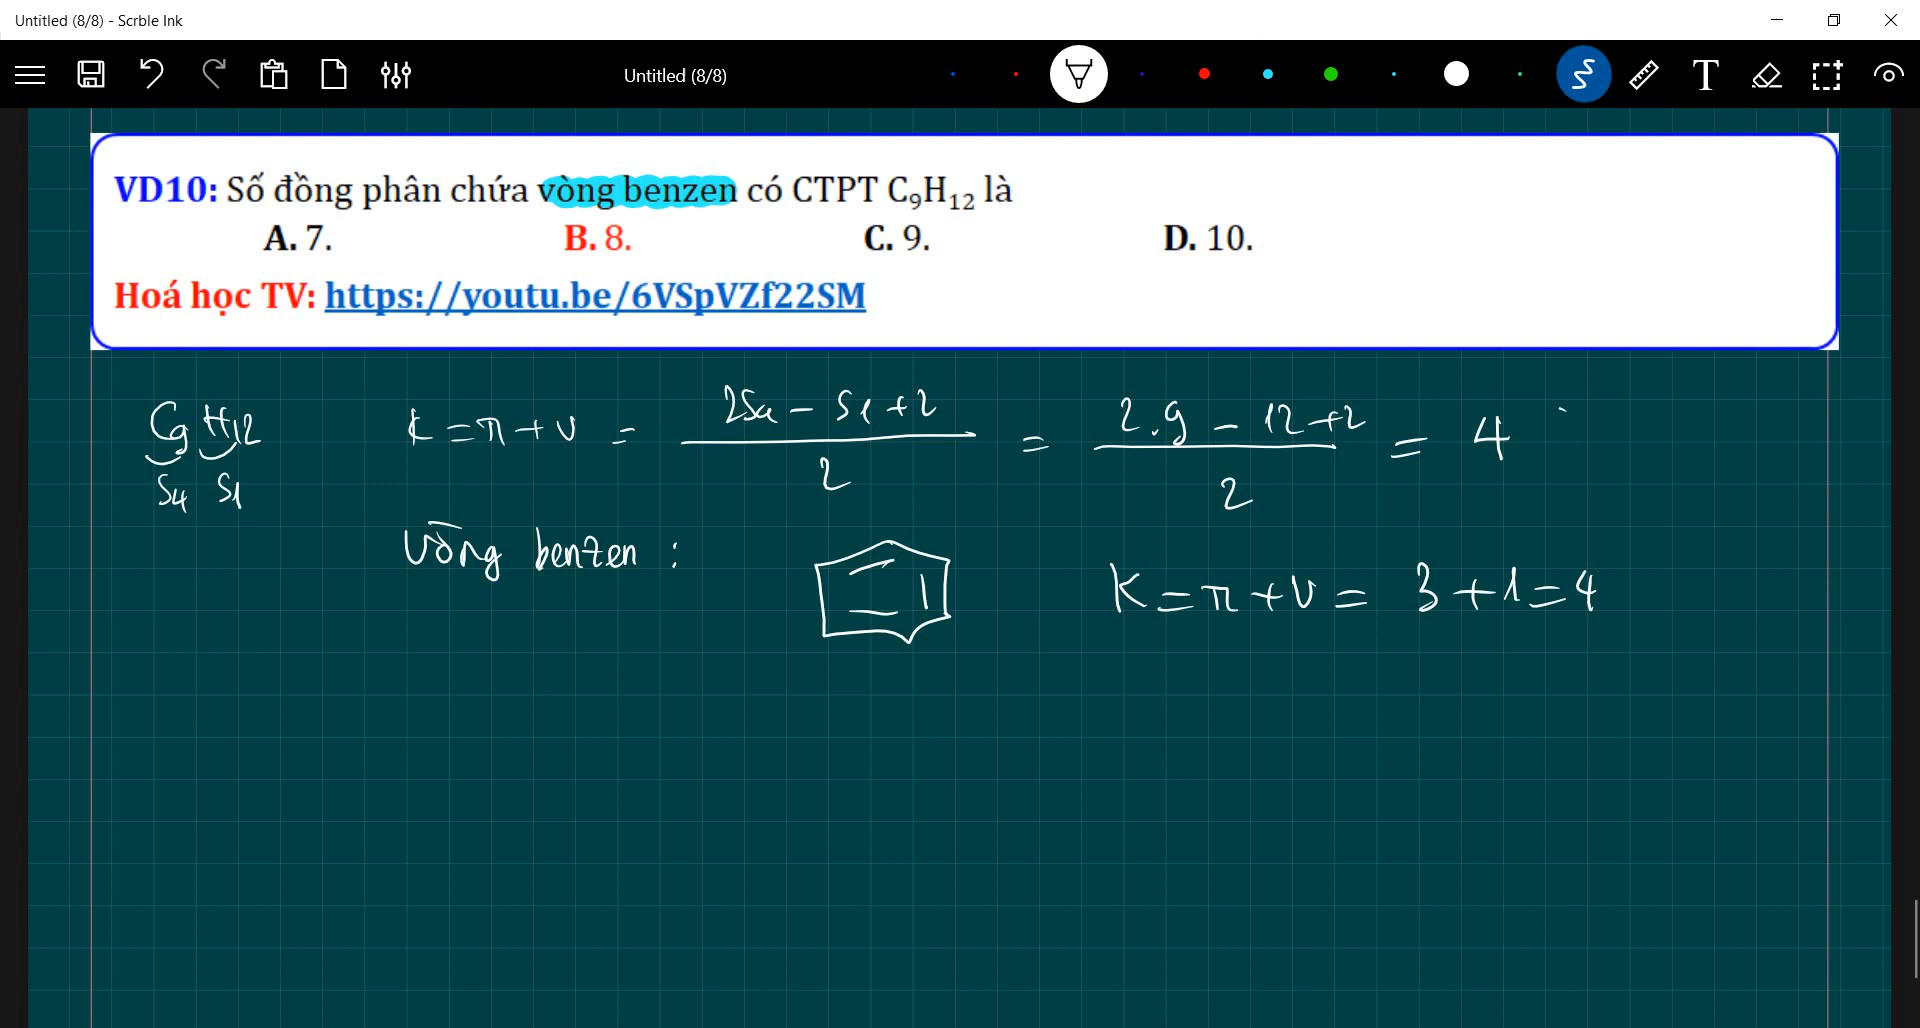 Untitled (8/8) - Scrble Ink
Untitled (8/8)
T
VD10: Số đồng phân chứa vòng benzen có CTPT C₉H₁₂ là
A. 7. B. 8. C. 9. D. 10.
Hoá học TV: https://youtu.be/6VSpVZf22SM
C₉H₁₂ K = π + v = (2S₄ - S₁ + 2) / 2 = (2.9 - 12 + 2) / 2 = 4
S₄ S₁
Vòng benzen : K = π + v = 3 + 1 = 4